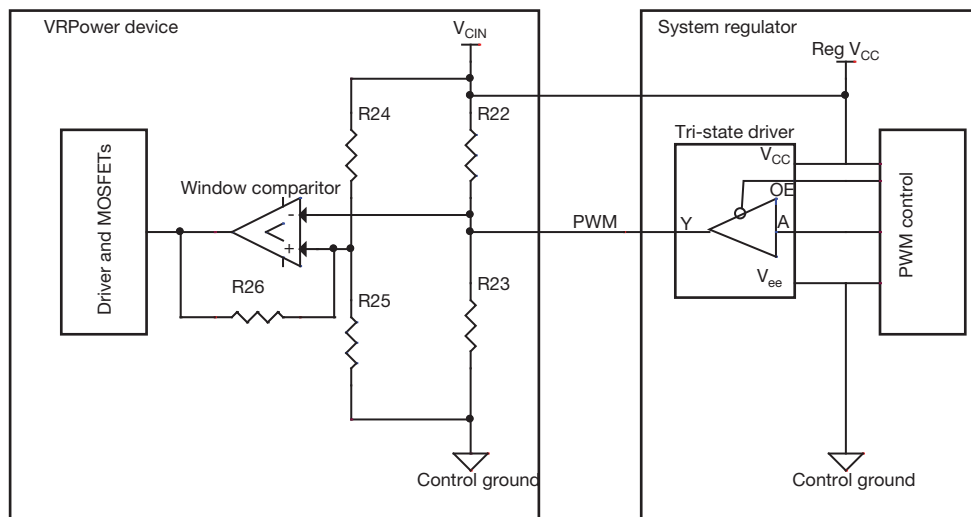 VRPower device
V_CIN
R24
R22
Driver and MOSFETs
Window comparitor
-
+
R26
R25
R23
Control ground
PWM
System regulator
Reg V_CC
Tri-state driver
V_CC
OE
Y
A
V_ee
PWM control
Control ground